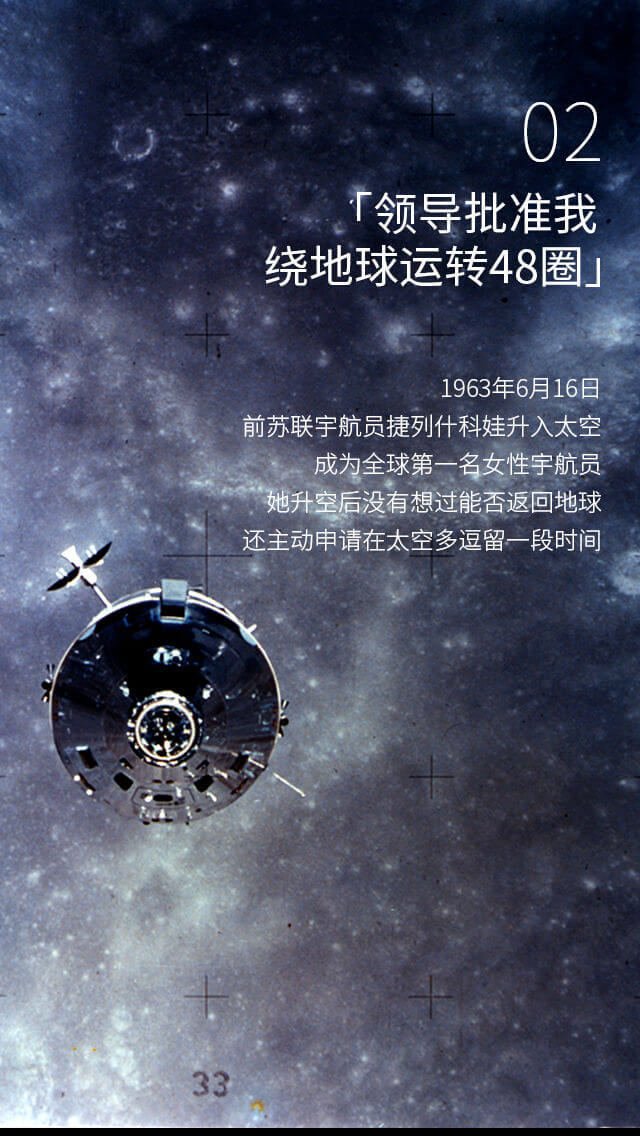 02
「领导批准我
绕地球运转48圈」
1963年6月16日
前苏联宇航员捷列什科娃升入太空
成为全球第一名女性宇航员
她升空后没有想过能否返回地球
还主动申请在太空多逗留一段时间
33